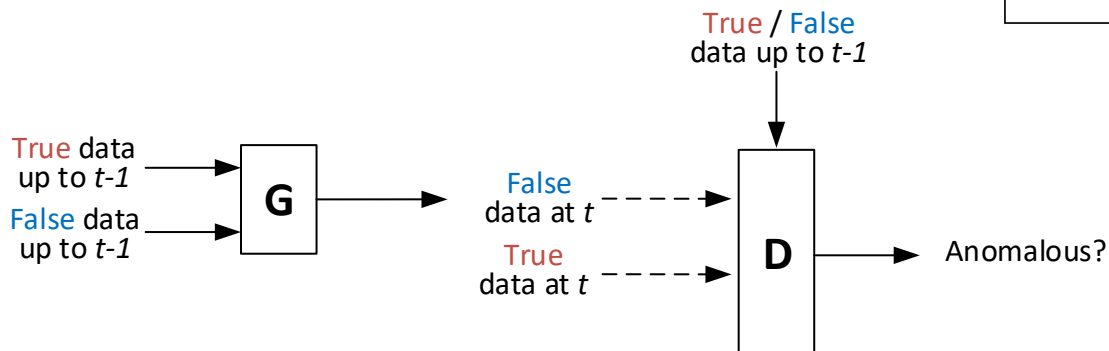 True / False
data up to t-1
True data
up to t-1
False data
up to t-1
G
False
data at t
True
data at t
D
Anomalous?